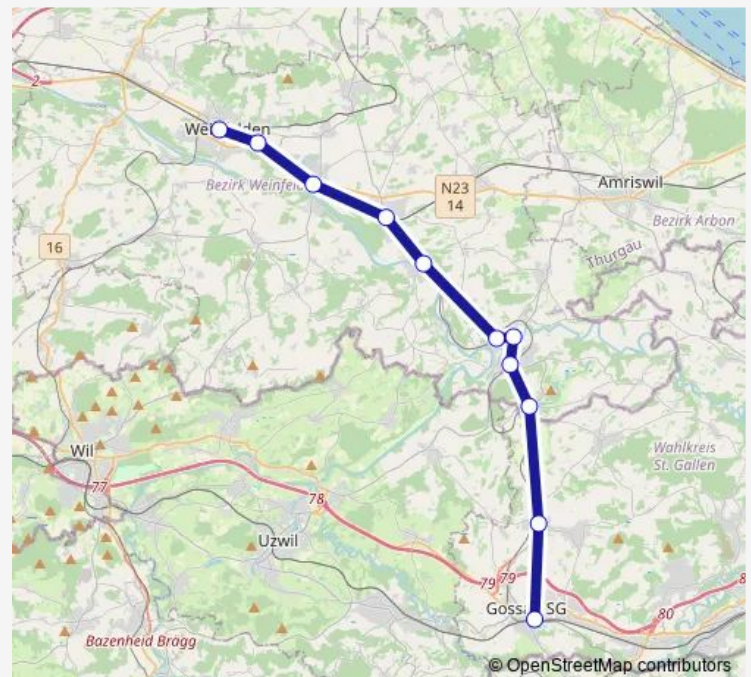 2
Weinfelden
Bezirk Weinfeld
N23
14
Amriswil
Bezirk Arbon
16
Thurgau
Wil
77
Wahlkreis
St. Gallen
78
Uzwil
79
79
8
Gossau SG
80
Bazenheid Bragg
© OpenStreetMap contributors